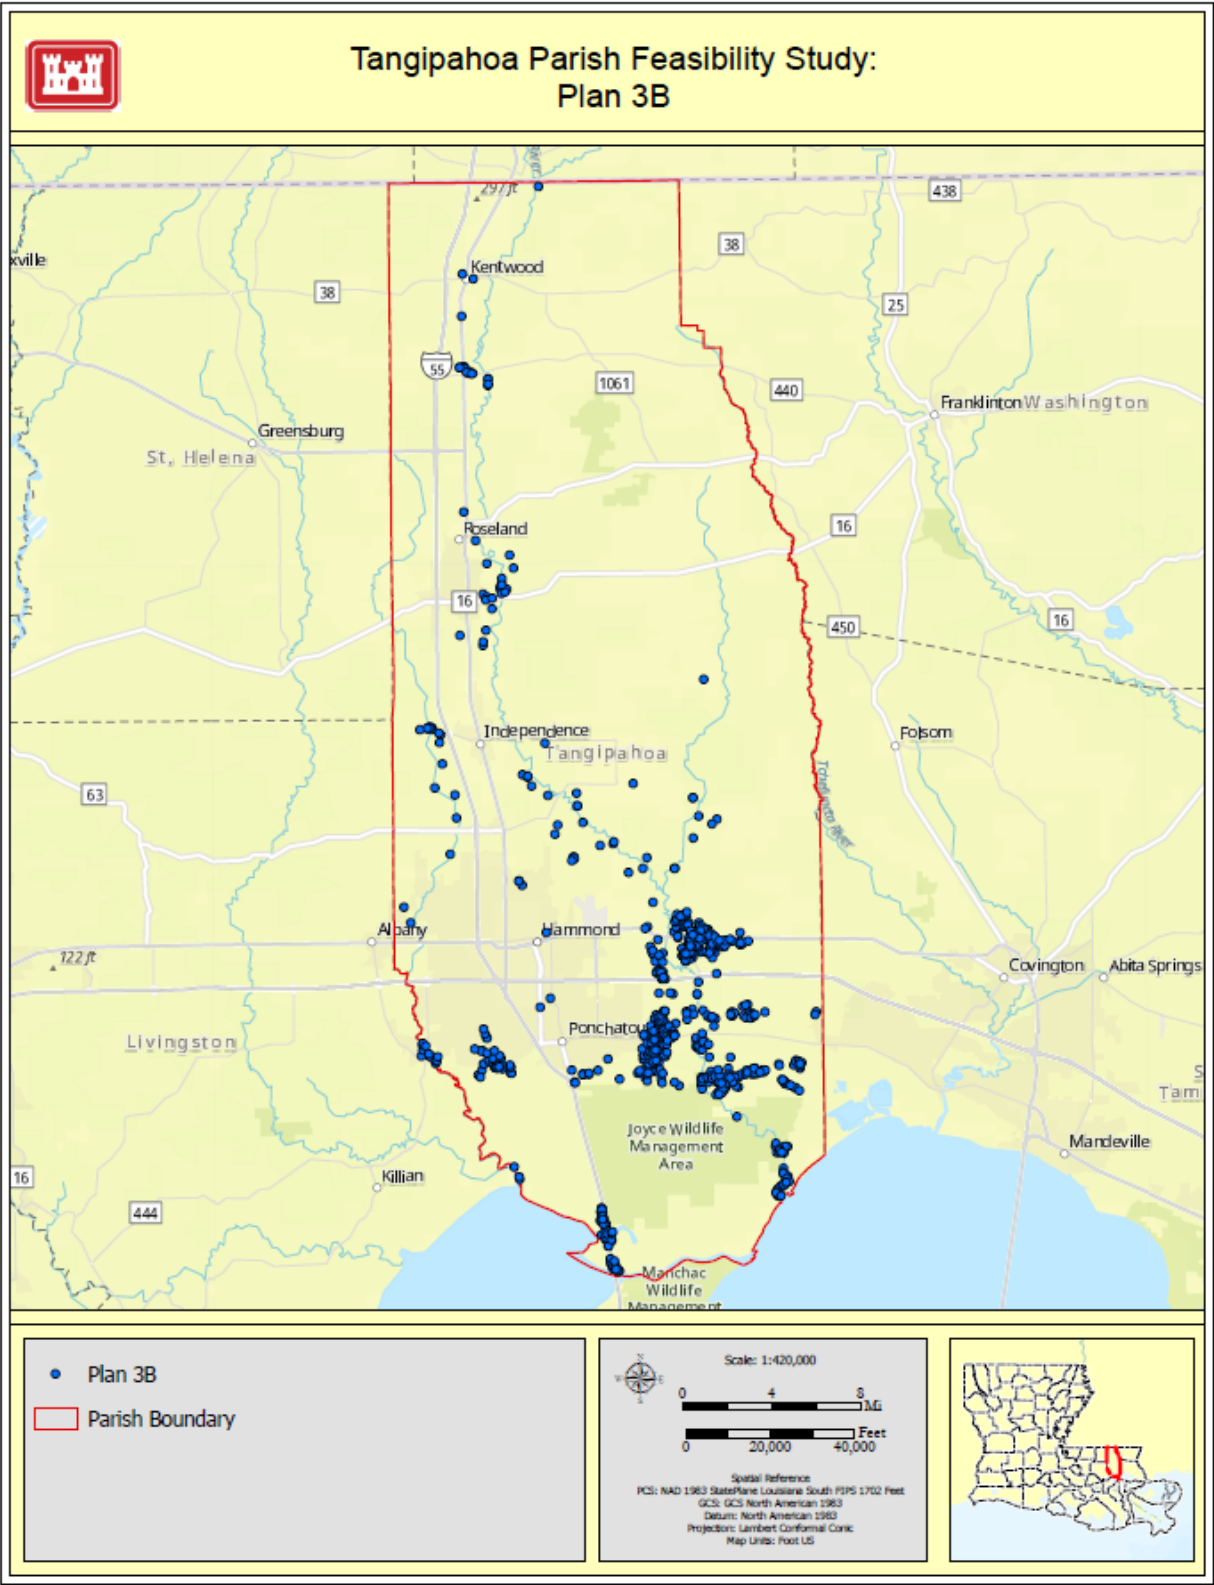 Tangipahoa Parish Feasibility Study:
Plan 3B
297 ft
438
38
Kentwood
xville
38
25
55
1061
440
Franklinton
Washington
Greensburg
St. Helena
16
Roseland
16
16
450
Independence
Folsom
Tangipahoa
63
Albany
Hammond
122 ft
Covington
Abita Springs
Livingston
Ponchatou
S
Tam
Joyce Wildlife
Management
Area
Mandeville
16
Killian
444
Manchac
Wildlife
Management
Plan 3B
Parish Boundary
N
W
E
S
Scale: 1:420,000
0 4 8
Mi
Feet
0 20,000 40,000
Spatial Reference
PCS: NAD 1983 StatePlane Louisiana South FIPS 1702 Feet
GCS: GCS North American 1983
Datum: North American 1983
Projection: Lambert Conformal Conic
Map Units: Foot US